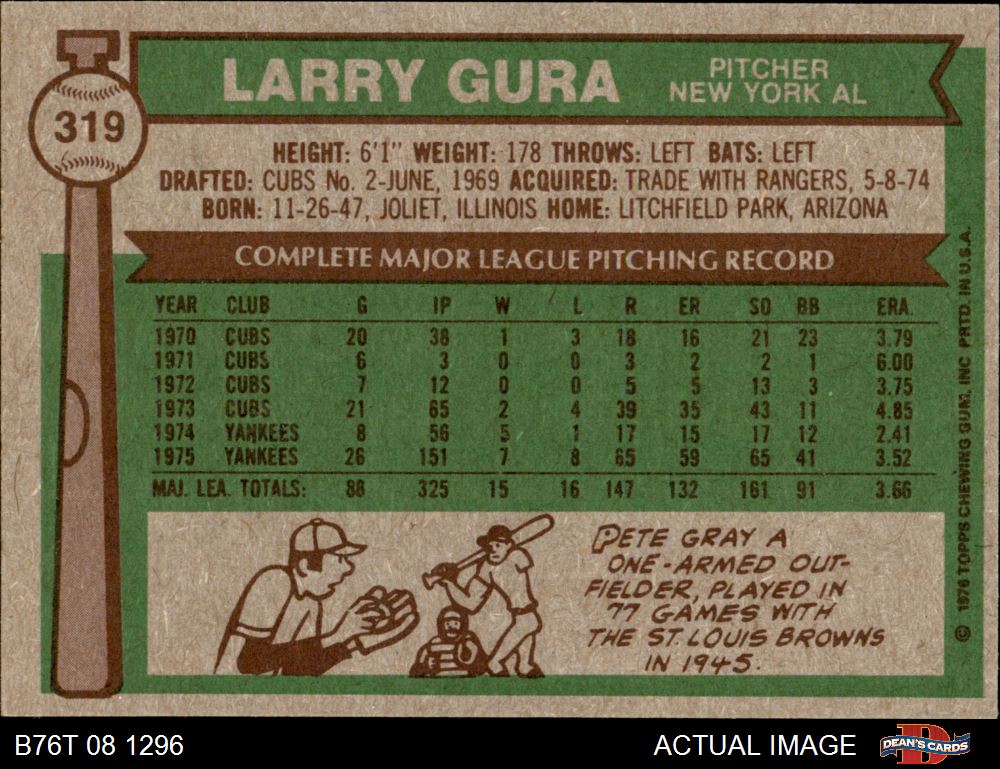 319
LARRY GURA
PITCHER
NEW YORK AL
HEIGHT: 6'1" WEIGHT: 178 THROWS: LEFT BATS: LEFT
DRAFTED: CUBS No. 2-JUNE, 1969 ACQUIRED: TRADE WITH RANGERS, 5-8-74
BORN: 11-26-47, JOLIET, ILLINOIS HOME: LITCHFIELD PARK, ARIZONA
COMPLETE MAJOR LEAGUE PITCHING RECORD
YEAR CLUB G IP W L R ER SO BB ERA.
1970 CUBS 20 38 1 3 18 16 21 23 3.79
1971 CUBS 6 3 0 0 3 2 2 1 6.00
1972 CUBS 7 12 0 0 5 5 13 3 3.75
1973 CUBS 21 65 2 4 39 35 43 11 4.85
1974 YANKEES 8 56 5 1 17 15 17 12 2.41
1975 YANKEES 26 151 7 8 65 59 65 41 3.52
MAJ. LEA. TOTALS: 88 325 15 16 147 132 161 91 3.66
PETE GRAY A
ONE-ARMED OUT-
FIELDER, PLAYED IN
77 GAMES WITH
THE ST. LOUIS BROWNS
IN 1945.
© 1976 TOPPS CHEWING GUM, INC PRTD. IN U.S.A.
B76T 08 1296
ACTUAL IMAGE
DEAN'S CARDS